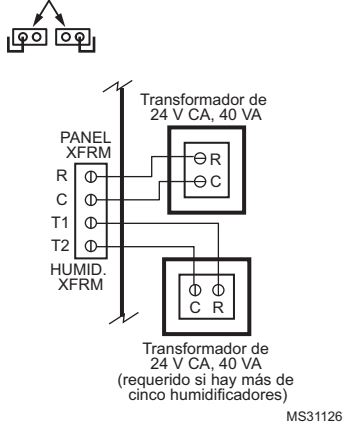 Transformador de
24 V CA, 40 VA
PANEL
XFRM
R
C
T1
T2
HUMID.
XFRM
R
C
C R
Transformador de
24 V CA, 40 VA
(requerido si hay más de
cinco humidificadores)
MS31126